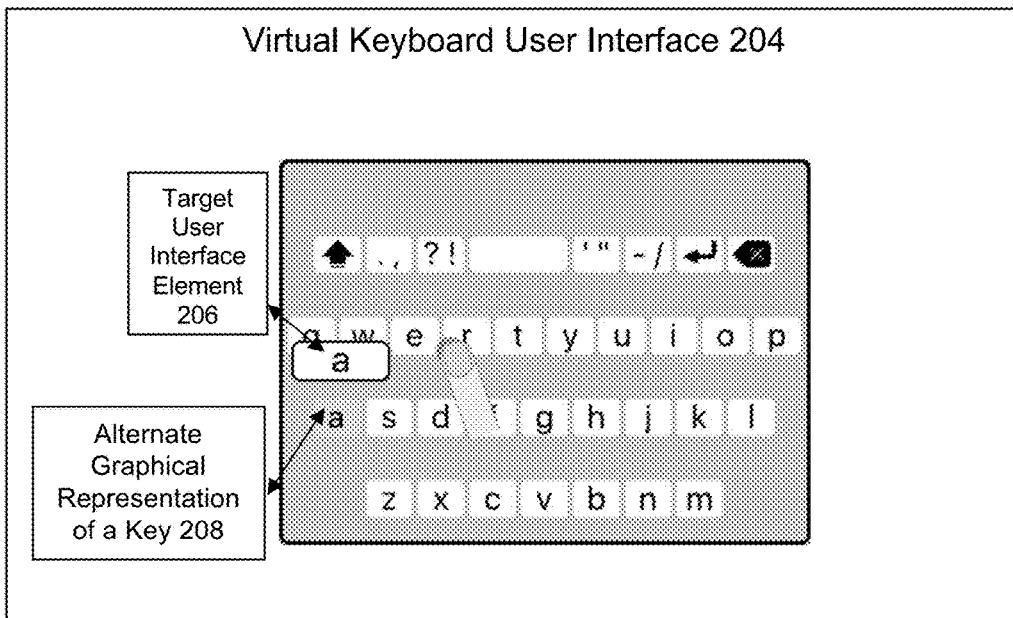 Virtual Keyboard User Interface 204
Target
User
Interface
Element
206
. , ? ! ' " - /
q w e r t y u i o p
a
a s d g h j k l
z x c v b n m
Alternate
Graphical
Representation
of a Key 208